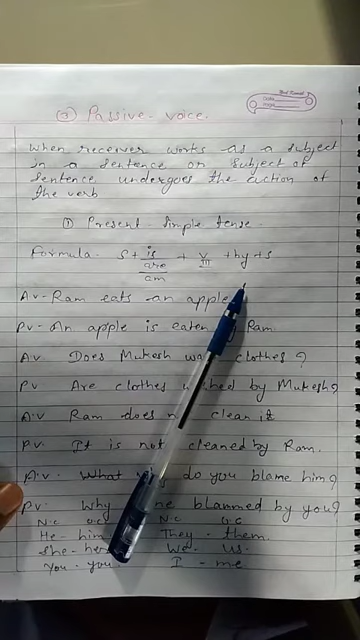 ③ Passive-voice.
When receiver works as a subject
in a sentence or subject of
sentence undergoes the action of
the verb
① Present simple tense.
Formula - S + is/are/am + V III + by + s
A.V- Ram eats an apple
P.V- An apple is eaten Ram.
A.V. Does Mukesh clothes ?
P.V. Are clothes by Mukesh?
A.V Ram does clean it
P.V. It is not cleaned by Ram.
A.V. do you blame him?
P.V. Why blammed by you?
N.C O.C N.C O.C
He - him They - them.
She - her We - Us.
You - you I - me